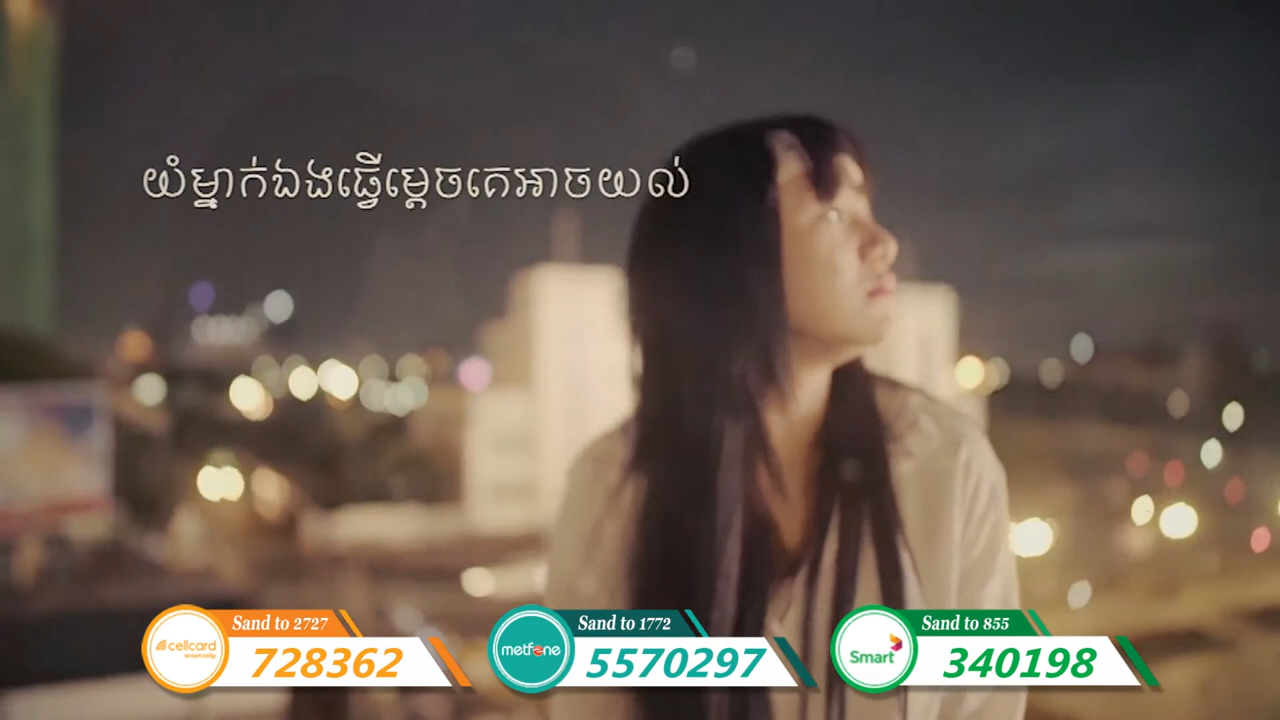 យំម្នាក់ឯងធ្វើម្ដេចគេអាចយល់
Sand to 2727
cellcard
728362
Sand to 1772
metfone
5570297
Sand to 855
Smart
340198